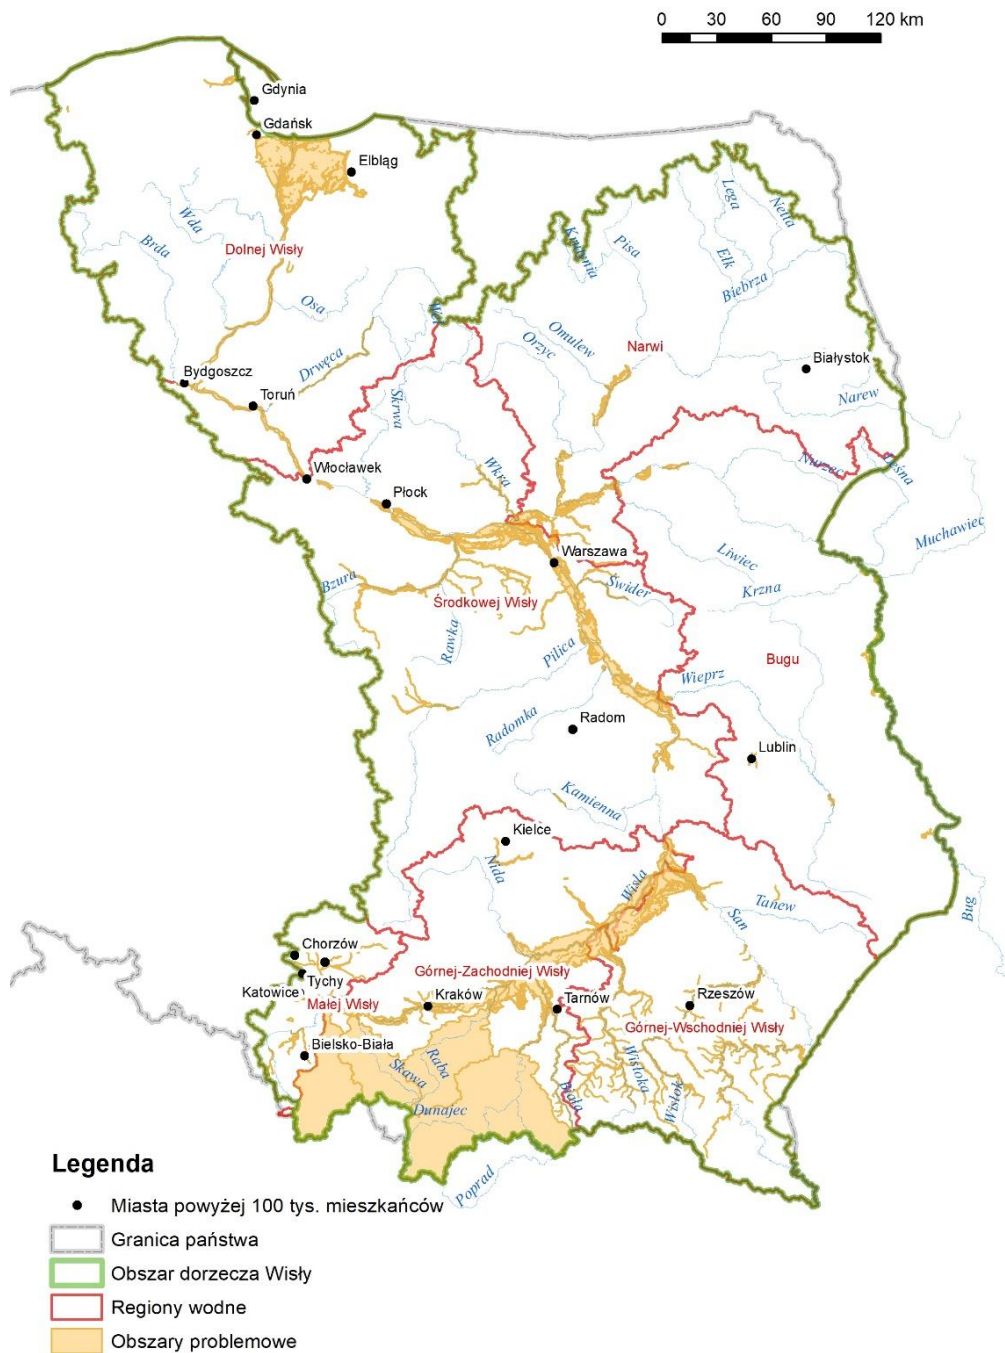 0 30 60 90 120 km
Gdynia
Gdańsk
Elbląg
Lega
Netta
Wda
Brda
Pisa
Dolnej Wisły
Ełk
Biebrza
Osa
Omulew
Orzyc
Narwi
Drwęca
Białystok
Bydgoszcz
Toruń
Skrwa
Narew
Włocławek
Wkra
Nurzec
Leśna
Płock
Muchawiec
Warszawa
Liwiec
Bzura
Świder
Krzna
Środkowej Wisły
Rawka
Pilica
Bugu
Wieprz
Radomka
Radom
Lublin
Kamienna
Kielce
Nida
Wisła
Tanew
San
Bug
Chorzów
Tychy
Katowice
Górnej-Zachodniej Wisły
Małej Wisły
Kraków
Tarnów
Rzeszów
Górnej-Wschodniej Wisły
Bielsko-Biała
Raba
Skawa
Wisłoka
Wisłok
Dunajec
Biała
Poprad
Legenda
Miasta powyżej 100 tys. mieszkańców
Granica państwa
Obszar dorzecza Wisły
Regiony wodne
Obszary problemowe